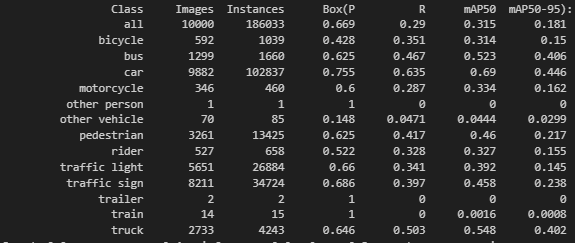 Class Images Instances Box(P R mAP50 mAP50-95):
all 10000 186033 0.669 0.29 0.315 0.181
bicycle 592 1039 0.428 0.351 0.314 0.15
bus 1299 1660 0.625 0.467 0.523 0.406
car 9882 102837 0.755 0.635 0.69 0.446
motorcycle 346 460 0.6 0.287 0.334 0.162
other person 1 1 1 0 0 0
other vehicle 70 85 0.148 0.0471 0.0444 0.0299
pedestrian 3261 13425 0.625 0.417 0.46 0.217
rider 527 658 0.522 0.328 0.327 0.155
traffic light 5651 26884 0.66 0.341 0.392 0.145
traffic sign 8211 34724 0.686 0.397 0.458 0.238
trailer 2 2 1 0 0 0
train 14 15 1 0 0.0016 0.0008
truck 2733 4243 0.646 0.503 0.548 0.402